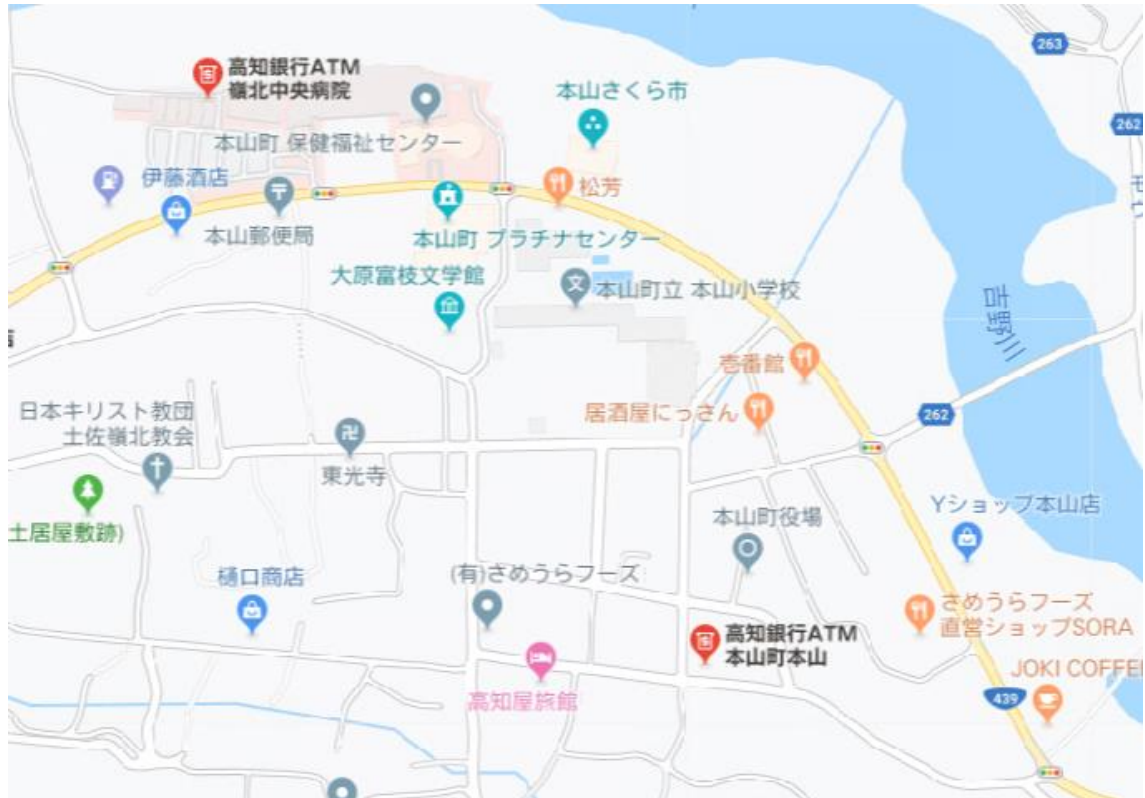 263
高知銀行ATM
嶺北中央病院
本山さくら市
262
本山町 保健福祉センター
伊藤酒店
松芳
本山郵便局
本山町 プラチナセンター
大原富枝文学館
本山町立 本山小学校
吉野川
壱番館
日本キリスト教団
土佐嶺北教会
居酒屋にっさん
262
東光寺
Yショップ本山店
土居屋敷跡)
本山町役場
樋口商店
(有)さめうらフーズ
さめうらフーズ
直営ショップSORA
高知銀行ATM
本山町本山
JOKI COFFEE
高知屋旅館
439